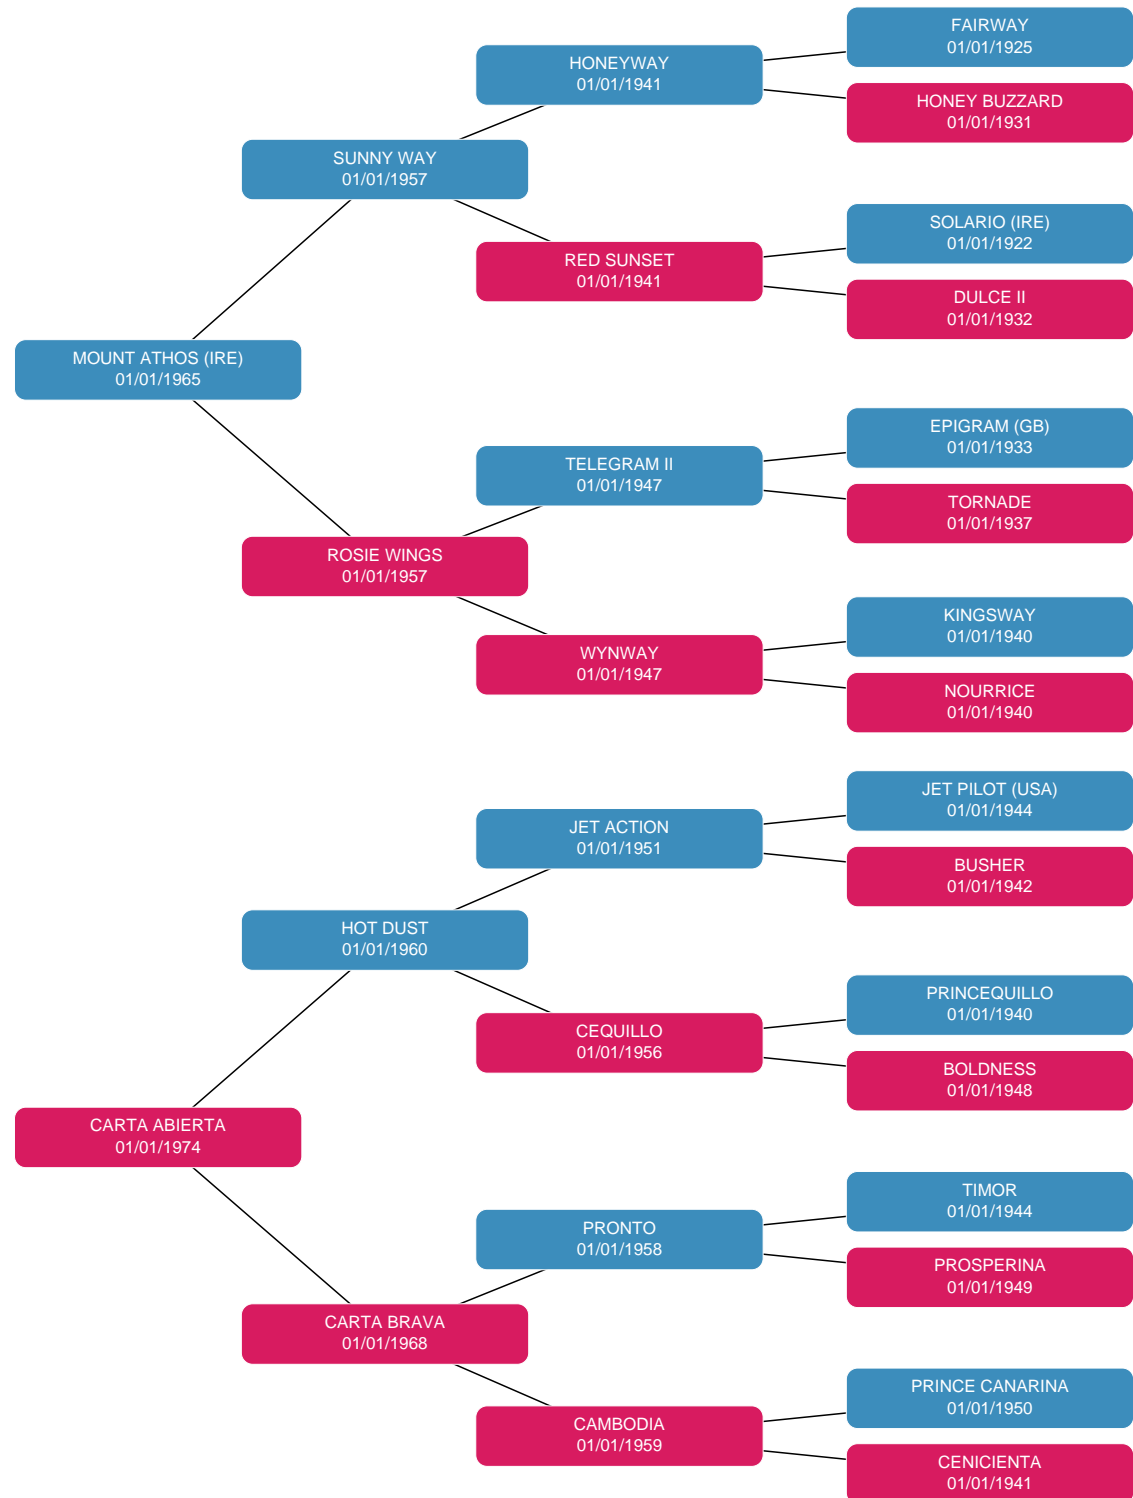 FAIRWAY
01/01/1925
HONEYWAY
01/01/1941
HONEY BUZZARD
01/01/1931
SUNNY WAY
01/01/1957
SOLARIO (IRE)
01/01/1922
RED SUNSET
01/01/1941
DULCE II
01/01/1932
MOUNT ATHOS (IRE)
01/01/1965
EPIGRAM (GB)
01/01/1933
TELEGRAM II
01/01/1947
TORNADE
01/01/1937
ROSIE WINGS
01/01/1957
KINGSWAY
01/01/1940
WYNWAY
01/01/1947
NOURRICE
01/01/1940
JET PILOT (USA)
01/01/1944
JET ACTION
01/01/1951
BUSHER
01/01/1942
HOT DUST
01/01/1960
PRINCEQUILLO
01/01/1940
CEQUILLO
01/01/1956
BOLDNESS
01/01/1948
CARTA ABIERTA
01/01/1974
TIMOR
01/01/1944
PRONTO
01/01/1958
PROSPERINA
01/01/1949
CARTA BRAVA
01/01/1968
PRINCE CANARINA
01/01/1950
CAMBODIA
01/01/1959
CENICIENTA
01/01/1941